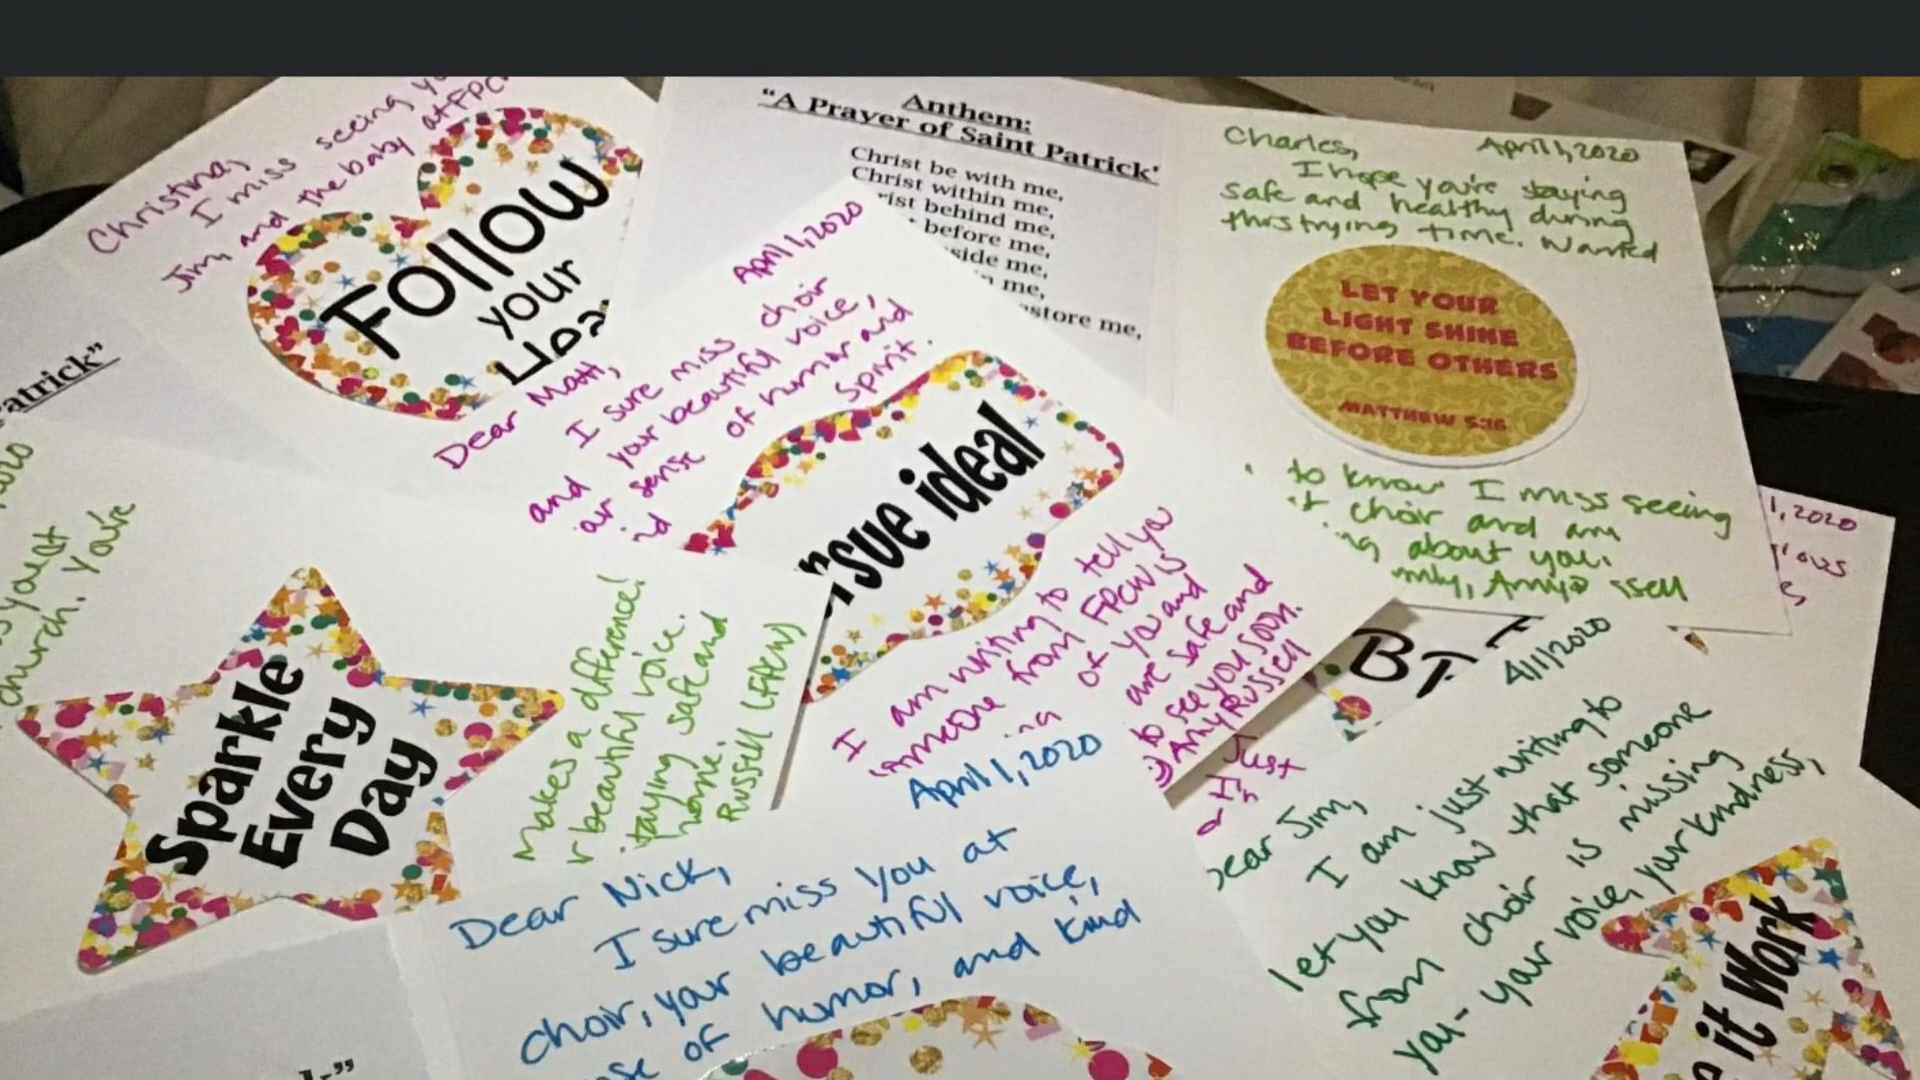 Christina,
I miss seeing
Jim, and the baby at FPC
Follow
your
Anthem:
"A Prayer of Saint Patrick'
Christ be with me,
Christ within me,
behind me,
before me,
me,
me,
me,
Charles,
April 1, 2020
I hope you're staying
safe and healthy during
this trying time. Wanted
LET YOUR
LIGHT SHINE
BEFORE OTHERS
MATTHEW 5:16
to know I miss seeing
choir and am
about you.
April 1, 2020
Dear Matt,
I sure miss choir
and your beautiful voice,
sense of humor and
Spirit.
ideal
I am writing to tell you
from FPCW is
of you and
are safe and
to see you soon.
Amy Russell
2020
church. You're
Sparkle
Every
Day
makes a difference!
beautiful voice.
staying safe and
home.
Russell (FPCW)
April 1, 2020
Dear Nick,
I sure miss you at
choir, your beautiful voice,
of humor, and kind
Just
4/1/2020
Jim,
I am just writing to
let you know that someone
from choir is missing
you- your voice, your kindness,
it Work
2020